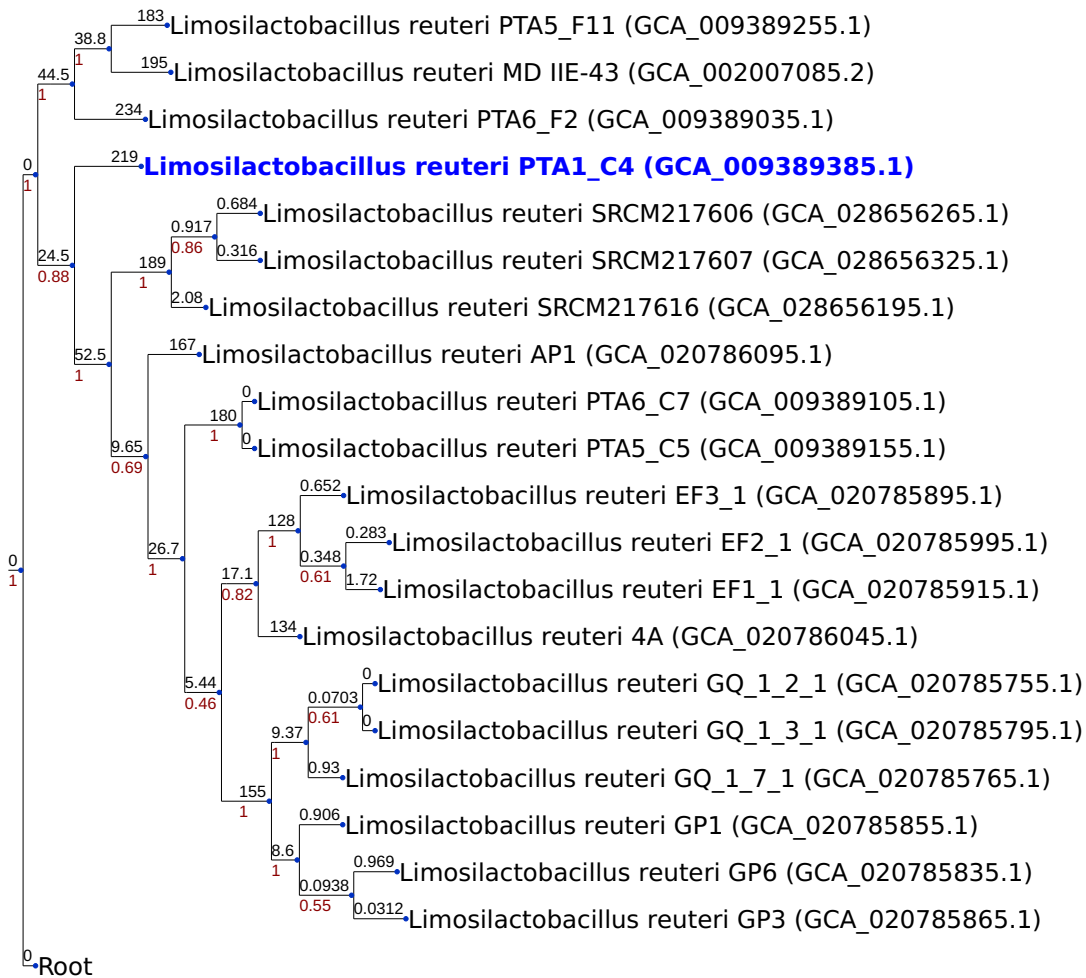 183
Limosilactobacillus reuteri PTA5_F11 (GCA_009389255.1)
38.8
1
195
Limosilactobacillus reuteri MD IIE-43 (GCA_002007085.2)
44.5
1
234
Limosilactobacillus reuteri PTA6_F2 (GCA_009389035.1)
0
1
219
Limosilactobacillus reuteri PTA1_C4 (GCA_009389385.1)
0.684
Limosilactobacillus reuteri SRCM217606 (GCA_028656265.1)
0.917
0.86
0.316
Limosilactobacillus reuteri SRCM217607 (GCA_028656325.1)
24.5
0.88
189
1
2.08
Limosilactobacillus reuteri SRCM217616 (GCA_028656195.1)
52.5
1
167
Limosilactobacillus reuteri AP1 (GCA_020786095.1)
0
Limosilactobacillus reuteri PTA6_C7 (GCA_009389105.1)
180
1
0
Limosilactobacillus reuteri PTA5_C5 (GCA_009389155.1)
9.65
0.69
0.652
Limosilactobacillus reuteri EF3_1 (GCA_020785895.1)
128
1
0.283
Limosilactobacillus reuteri EF2_1 (GCA_020785995.1)
26.7
1
0.348
0.61
1.72
Limosilactobacillus reuteri EF1_1 (GCA_020785915.1)
0
1
17.1
0.82
134
Limosilactobacillus reuteri 4A (GCA_020786045.1)
5.44
0.46
0
Limosilactobacillus reuteri GQ_1_2_1 (GCA_020785755.1)
0.0703
0.61
0
Limosilactobacillus reuteri GQ_1_3_1 (GCA_020785795.1)
9.37
1
0.93
Limosilactobacillus reuteri GQ_1_7_1 (GCA_020785765.1)
155
1
0.906
Limosilactobacillus reuteri GP1 (GCA_020785855.1)
8.6
1
0.969
Limosilactobacillus reuteri GP6 (GCA_020785835.1)
0.0938
0.55
0.0312
Limosilactobacillus reuteri GP3 (GCA_020785865.1)
0
Root